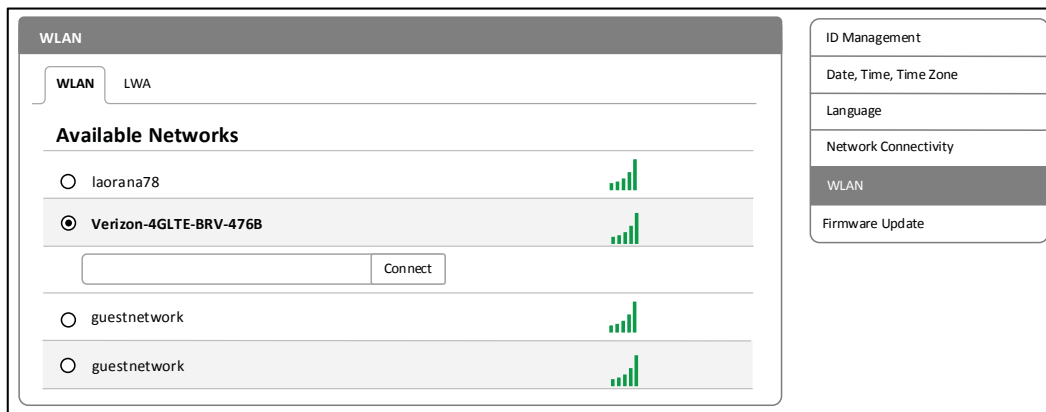 WLAN
WLAN
LWA
Available Networks
laorana78
Verizon-4GLTE-BRV-476B
Connect
guestnetwork
guestnetwork
ID Management
Date, Time, Time Zone
Language
Network Connectivity
WLAN
Firmware Update